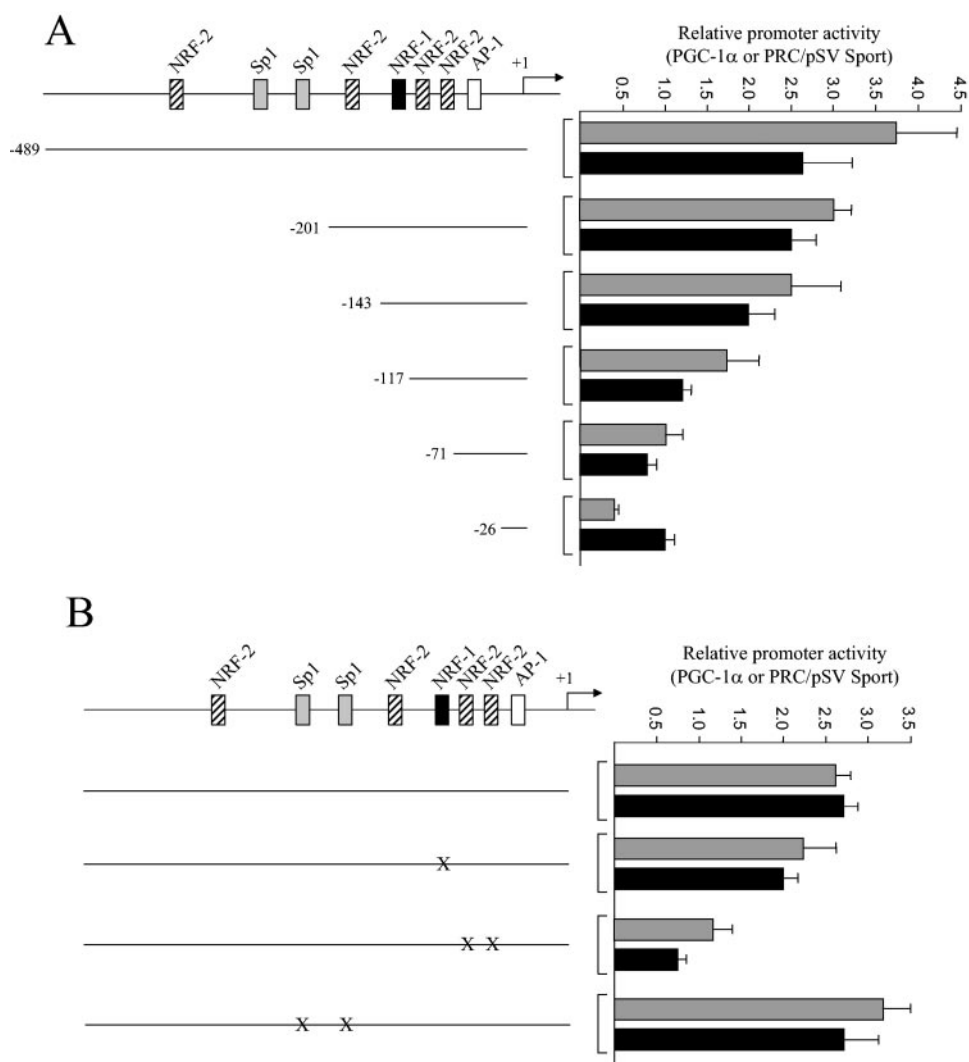 A
NRF-2 Sp1 Sp1 NRF-2 NRF-1 NRF-2 NRF-2 AP-1 +1
Relative promoter activity
(PGC-1α or PRC/pSV Sport)
0.5 1.0 1.5 2.0 2.5 3.0 3.5 4.0 4.5
-489
-201
-143
-117
-71
-26
B
NRF-2 Sp1 Sp1 NRF-2 NRF-1 NRF-2 NRF-2 AP-1 +1
Relative promoter activity
(PGC-1α or PRC/pSV Sport)
0.5 1.0 1.5 2.0 2.5 3.0 3.5
X
X X
X X